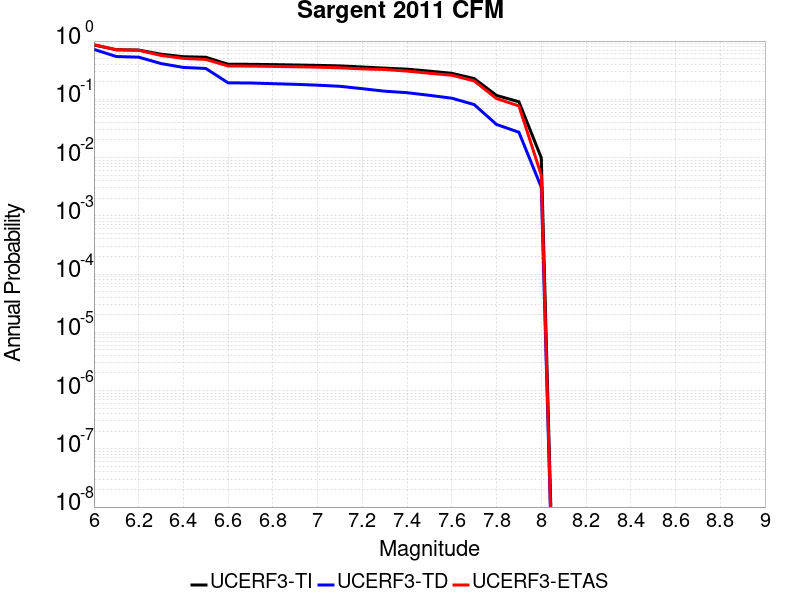 Sargent 2011 CFM
10^0
10^-1
10^-2
10^-3
10^-4
10^-5
10^-6
10^-7
10^-8
Annual Probability
6 6.2 6.4 6.6 6.8 7 7.2 7.4 7.6 7.8 8 8.2 8.4 8.6 8.8 9
Magnitude
UCERF3-TI UCERF3-TD UCERF3-ETAS